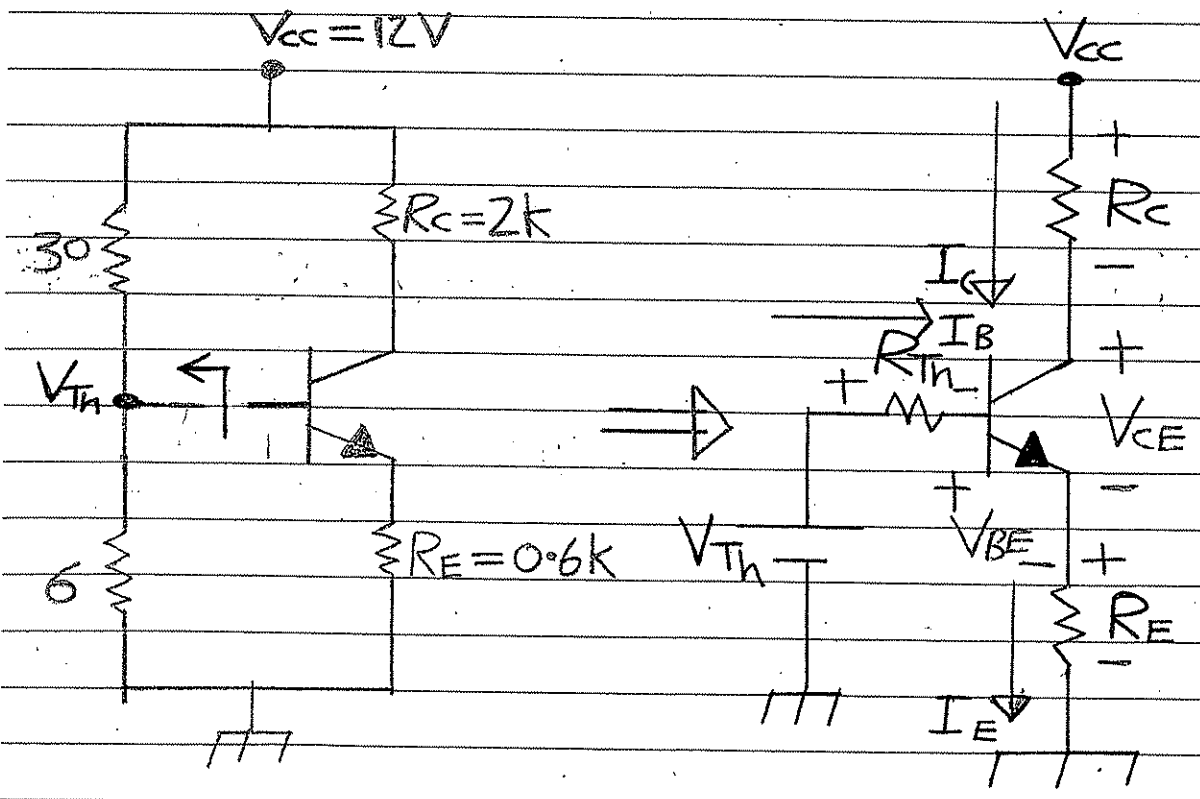 Vcc = 12V
Vcc
+
Rc = 2k
Rc
30
-
Ic
IB
RTh
VTh
+
-
+
VCE
+
-
VBE
VTh
RE = 0.6k
-
+
6
RE
-
IE